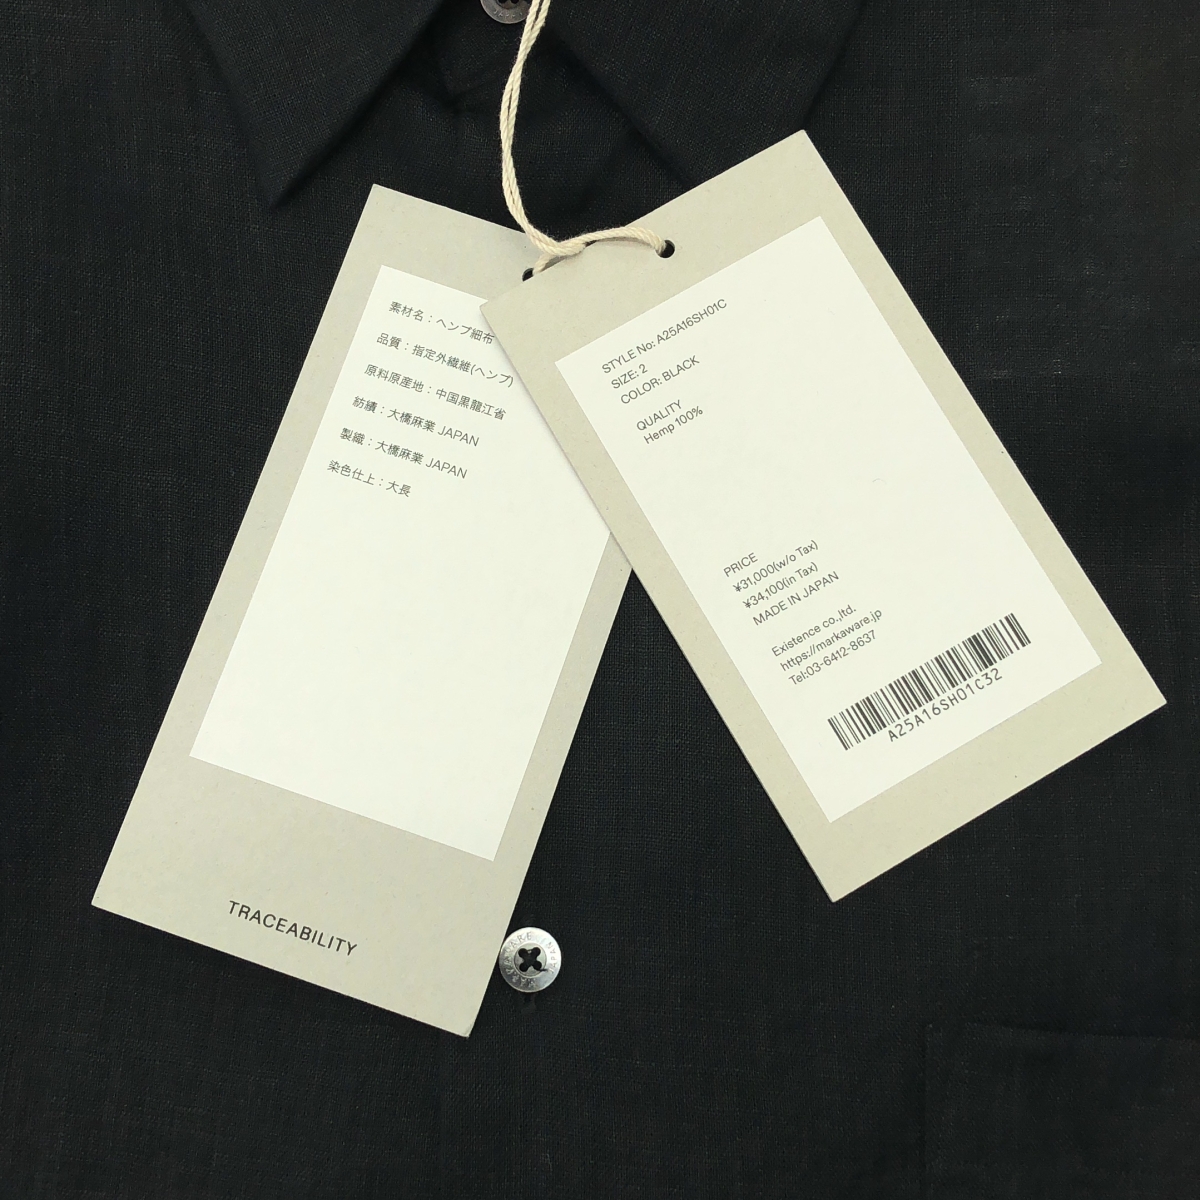 素材名：ヘンプ細布
品質：指定外繊維(ヘンプ)
原料原産地：中国黒龍江省
紡績：大橋麻業 JAPAN
製織：大橋麻業 JAPAN
染色仕上：大長
TRACEABILITY
STYLE No: A25A16SH01C
SIZE: 2
COLOR: BLACK
QUALITY
Hemp 100%
PRICE
¥31,000(w/o Tax)
¥34,100(in Tax)
MADE IN JAPAN
Existence co.,ltd.
https://markaware.jp
Tel:03-6412-8637
A25A16SH01C32